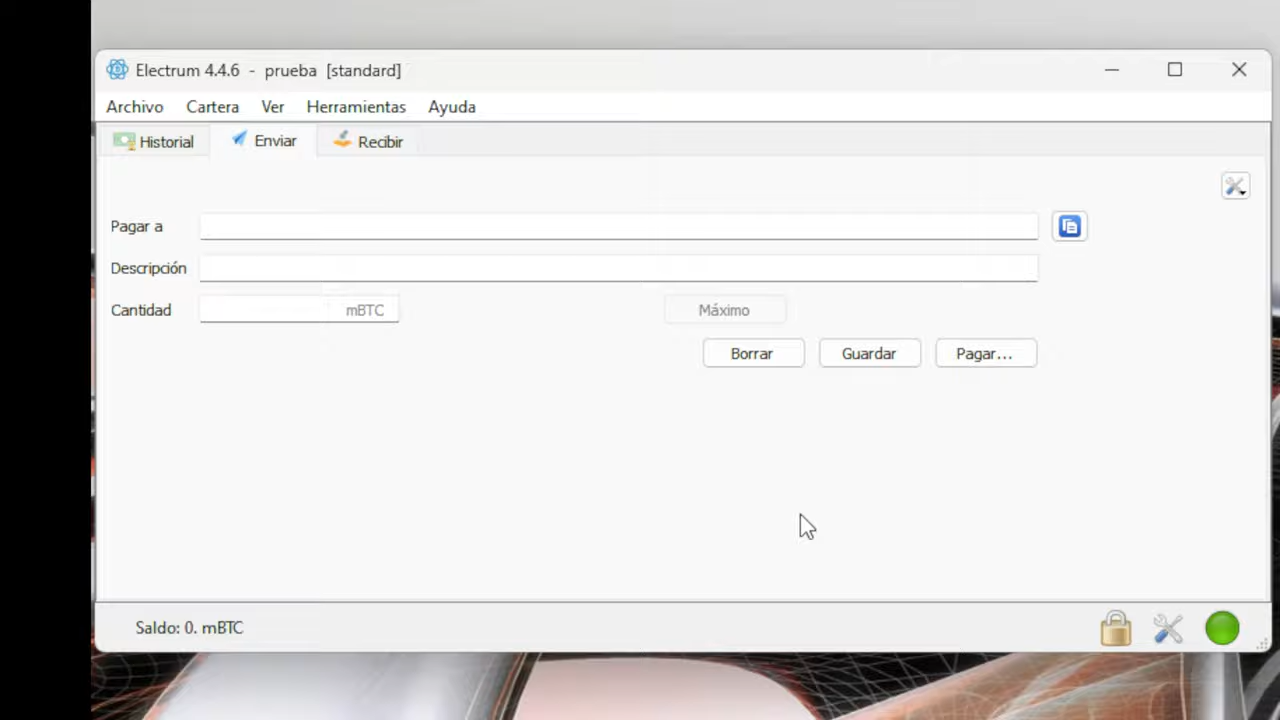 Electrum 4.4.6 - prueba [standard]
Archivo Cartera Ver Herramientas Ayuda
Historial Enviar Recibir
Pagar a
Descripción
Cantidad mBTC Máximo
Borrar Guardar Pagar...
Saldo: 0. mBTC